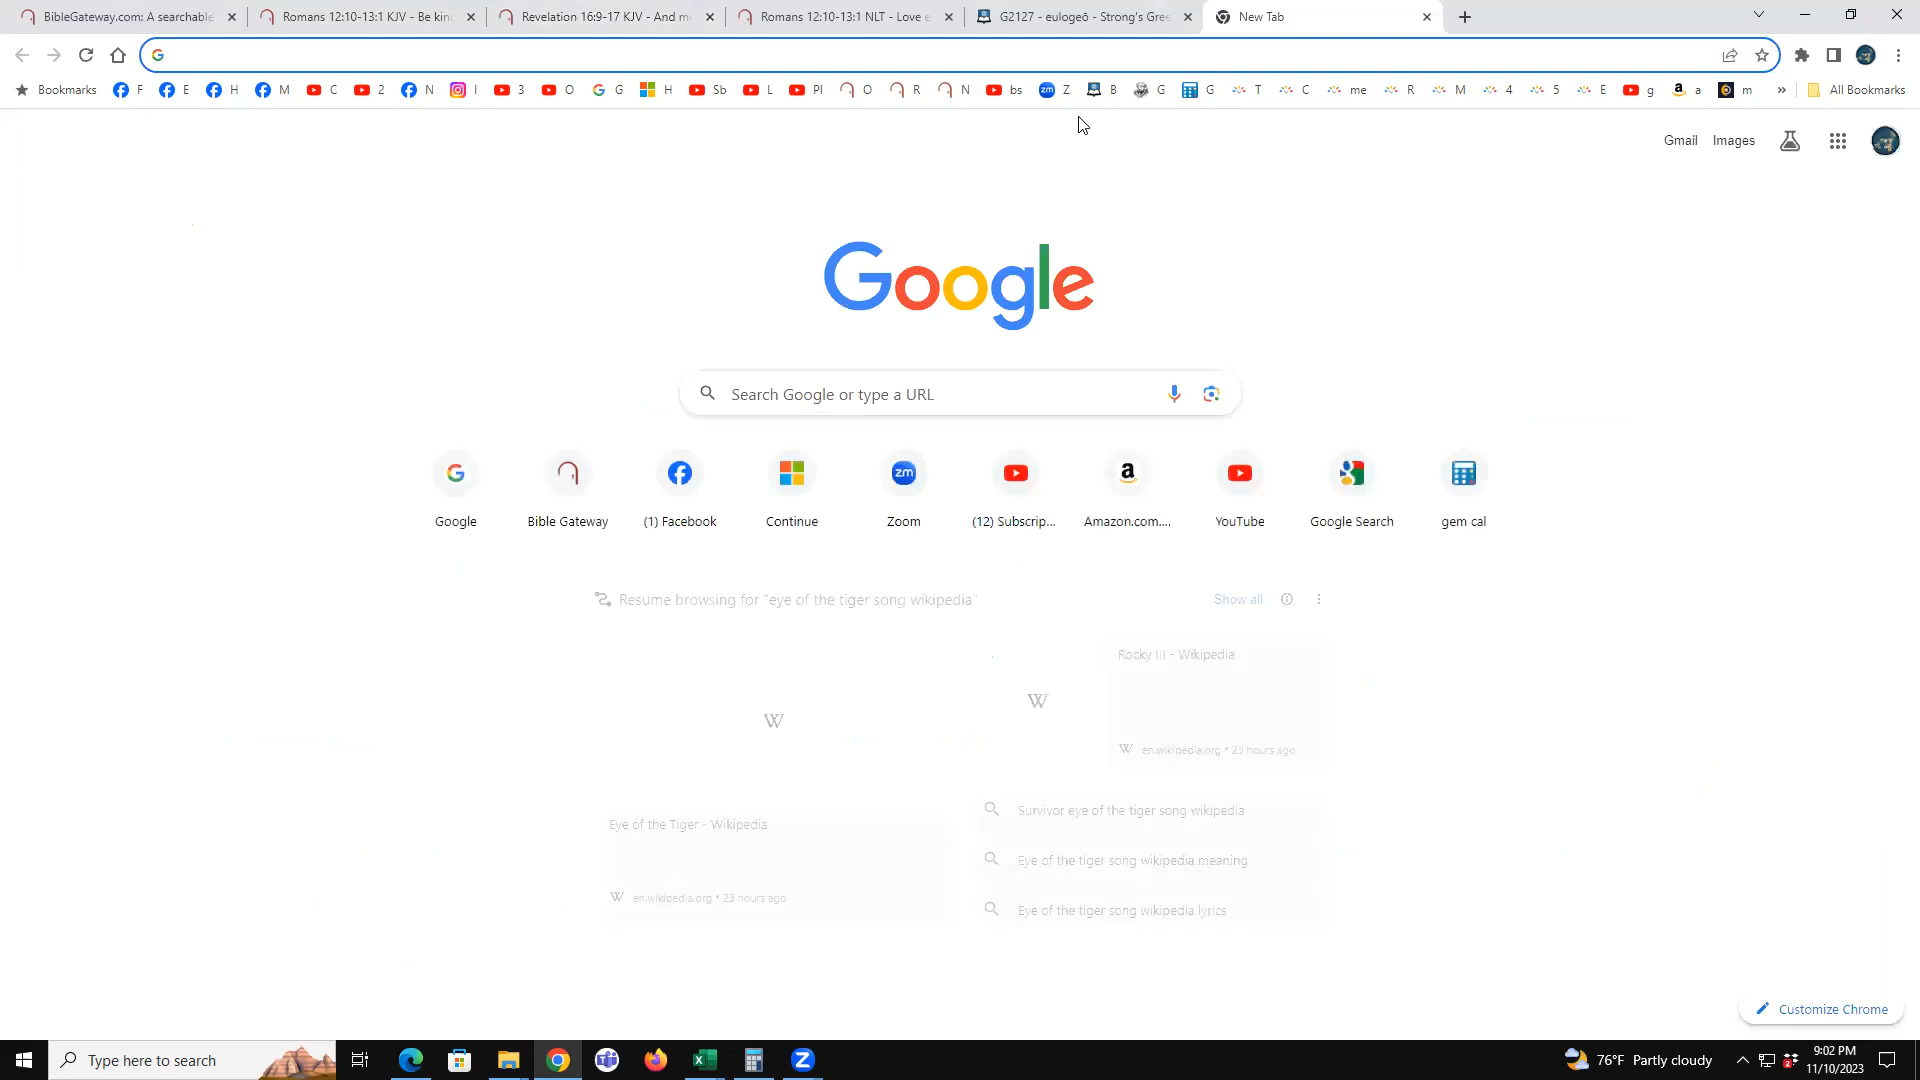 BibleGateway.com: A searchable
Romans 12:10-13:1 KJV - Be kin
Revelation 16:9-17 KJV - And m
Romans 12:10-13:1 NLT - Love e
G2127 - eulogeō - Strong's Gree
New Tab
Bookmarks F E H M C 2 N I 3 O G H Sb L Pl O R N bs Z B G G T C me R M 4 5 E g a m » All Bookmarks
Gmail Images
Google
Search Google or type a URL
Google
Bible Gateway
(1) Facebook
Continue
Zoom
(12) Subscrip...
Amazon.com....
YouTube
Google Search
gem cal
Resume browsing for "eye of the tiger song wikipedia"
Show all
Rocky III - Wikipedia
en.wikipedia.org • 23 hours ago
Eye of the Tiger - Wikipedia
en.wikipedia.org • 23 hours ago
Survivor eye of the tiger song wikipedia
Eye of the tiger song wikipedia meaning
Eye of the tiger song wikipedia lyrics
Customize Chrome
Type here to search
76°F Partly cloudy
9:02 PM
11/10/2023